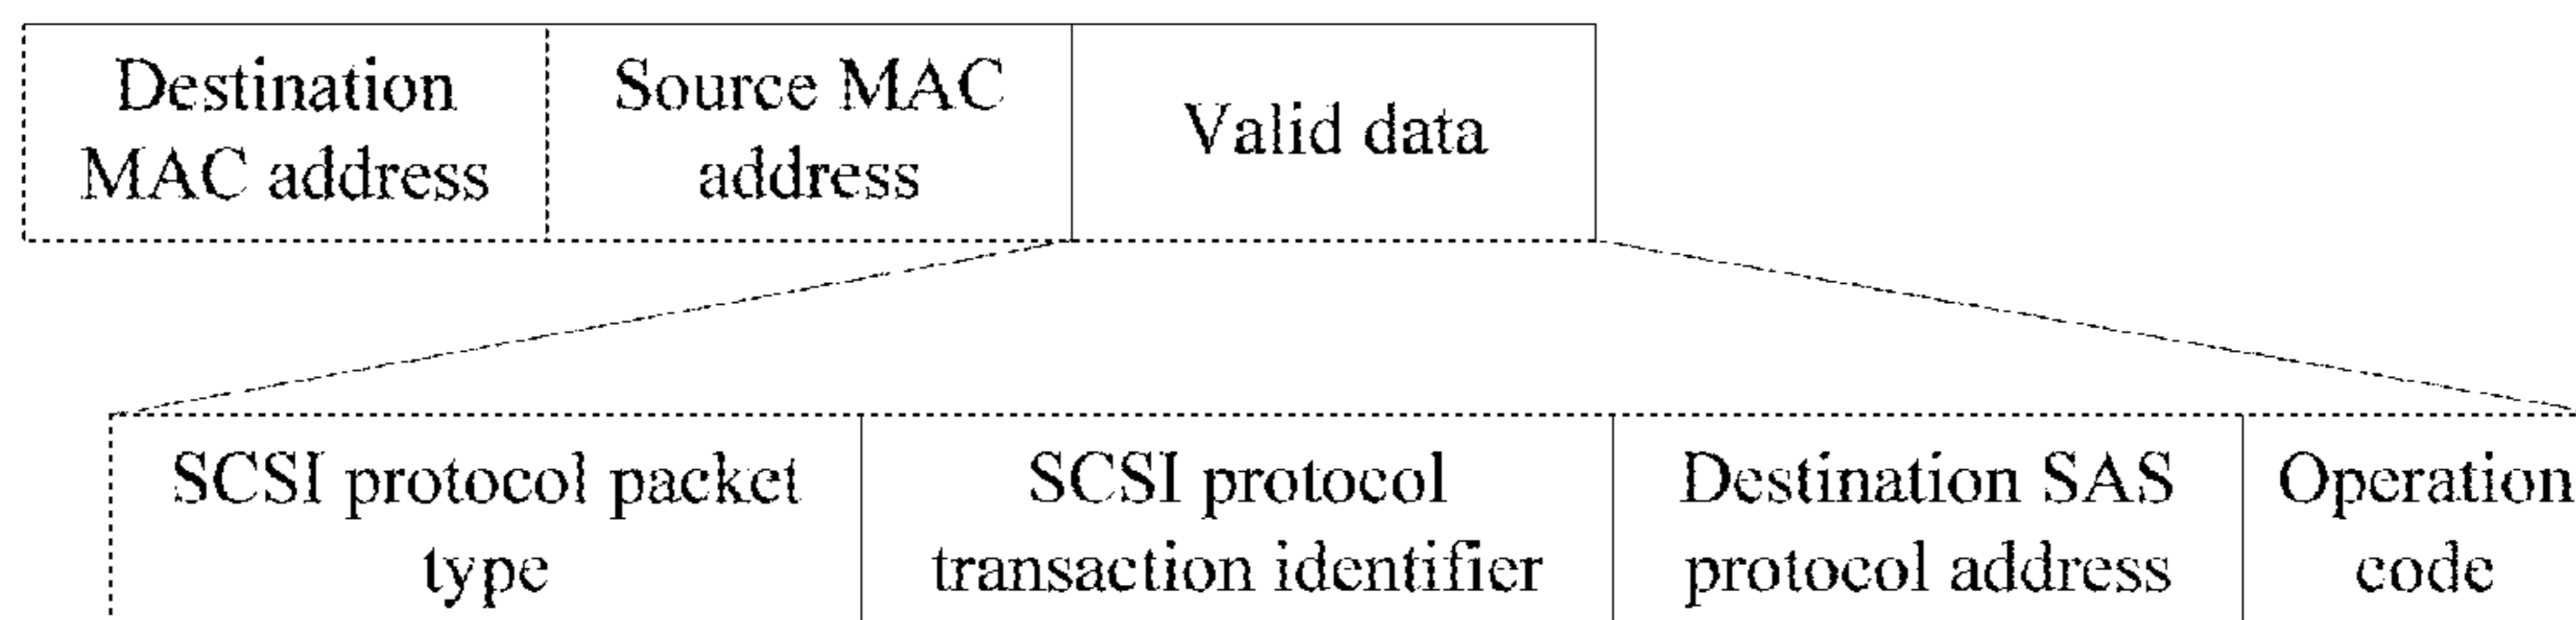 Destination
MAC address
Source MAC
address
Valid data
SCSI protocol packet
type
SCSI protocol
transaction identifier
Destination SAS
protocol address
Operation
code